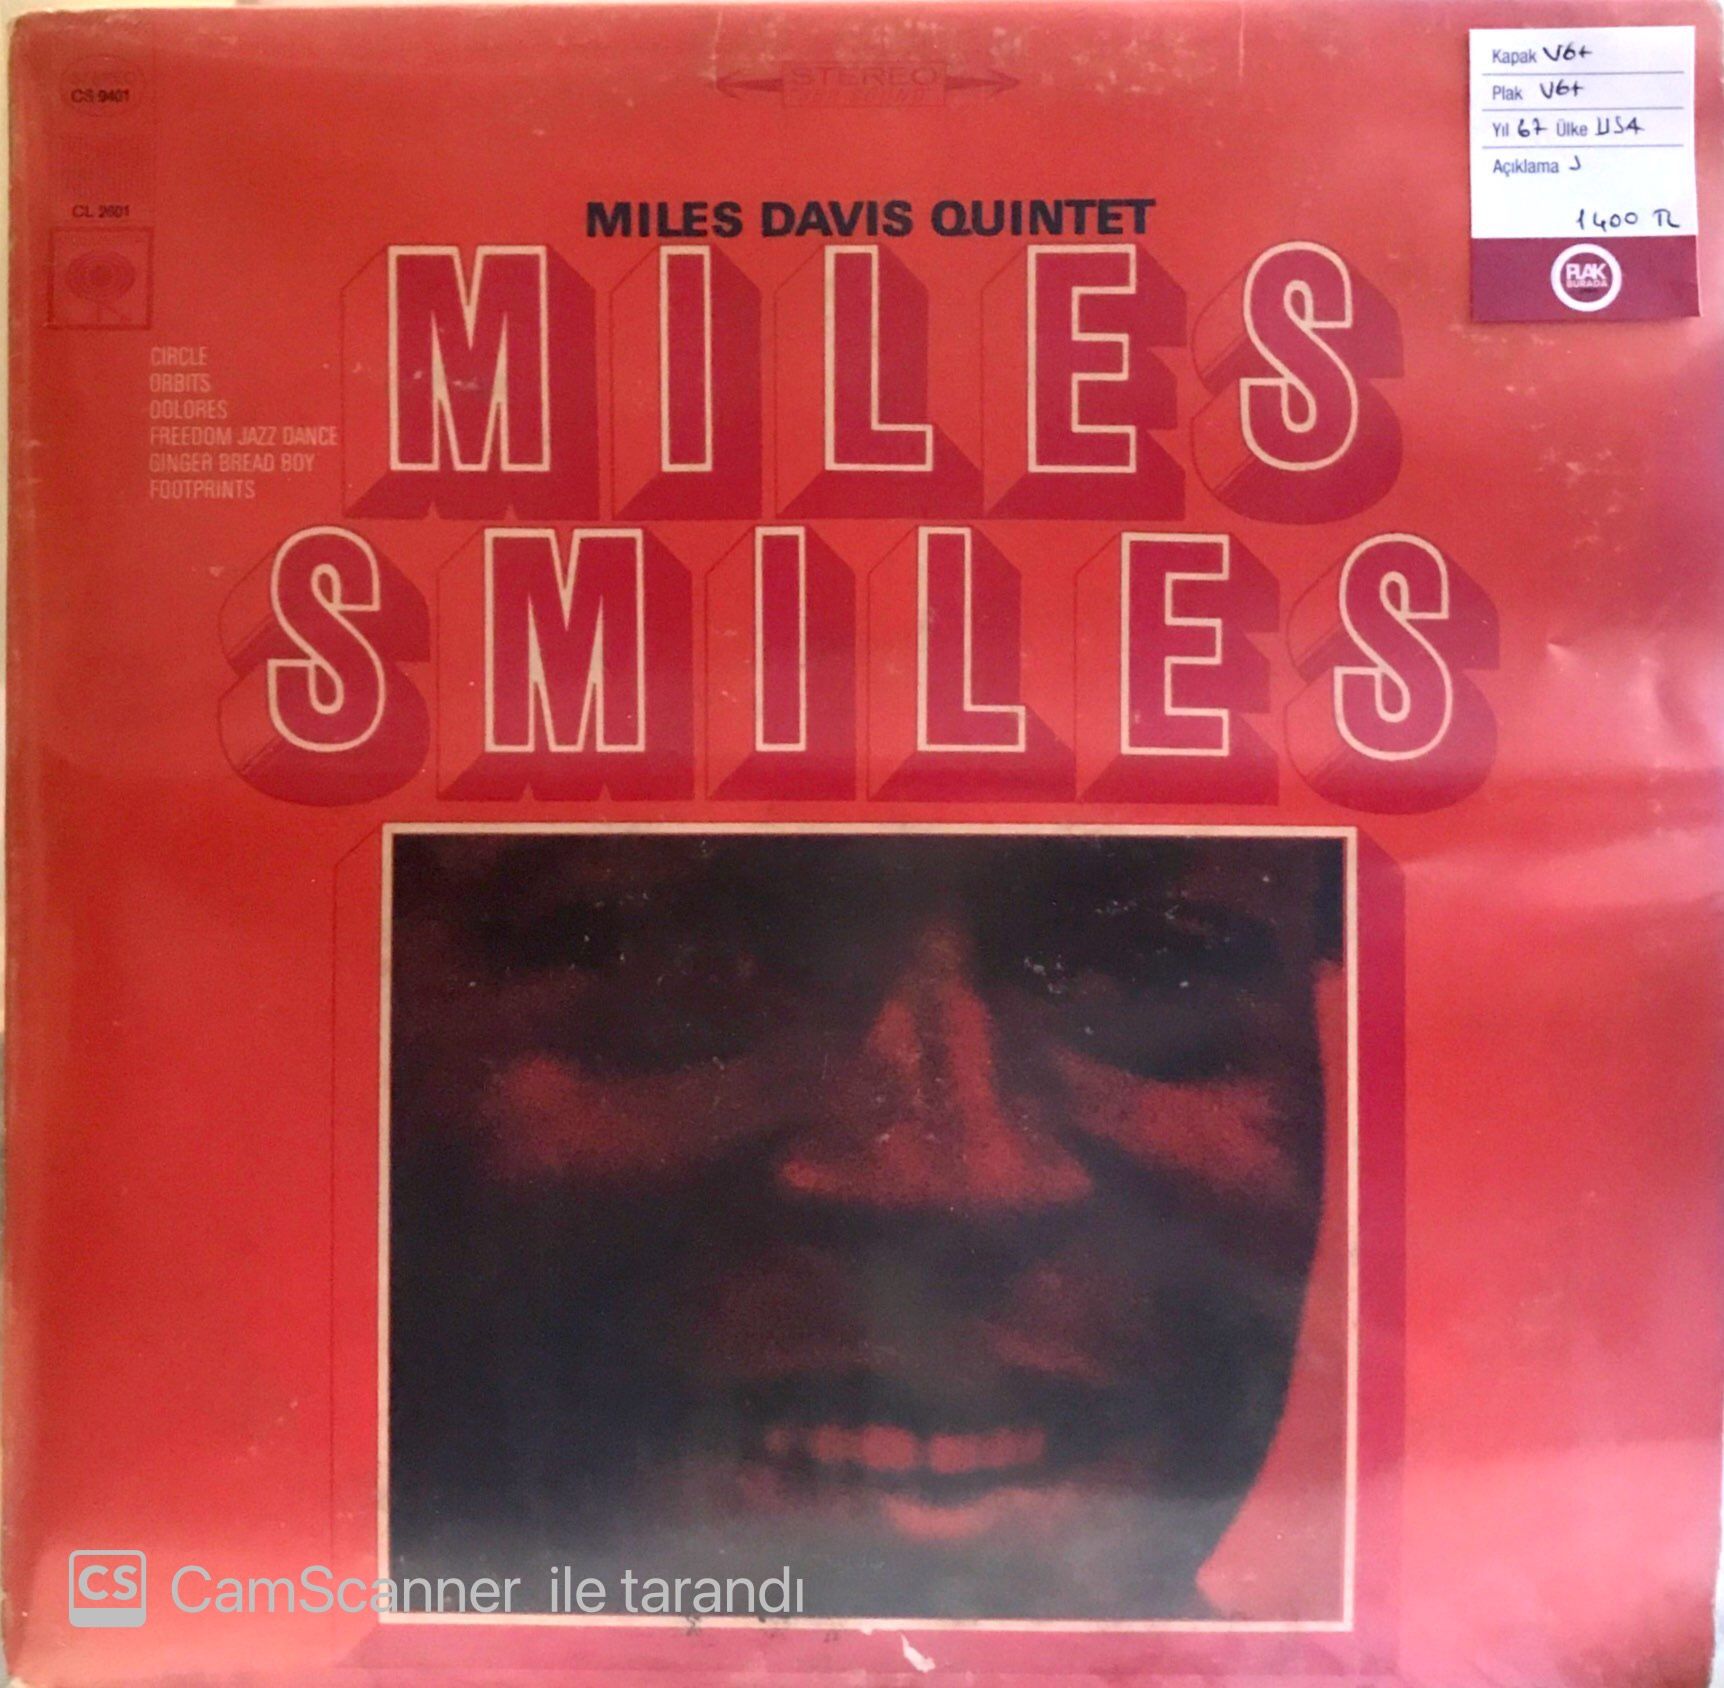 STEREO
CS 9401
CL 2601
STEREO
MILES DAVIS QUINTET
MILES
SMILES
CIRCLE
ORBITS
DOLORES
FREEDOM JAZZ DANCE
GINGER BREAD BOY
FOOTPRINTS
Kapak VG+
Plak VG+
Yıl 67 Ülke USA
Açıklama J
1400 TL
PLAK
BURADA
CS CamScanner ile tarandı